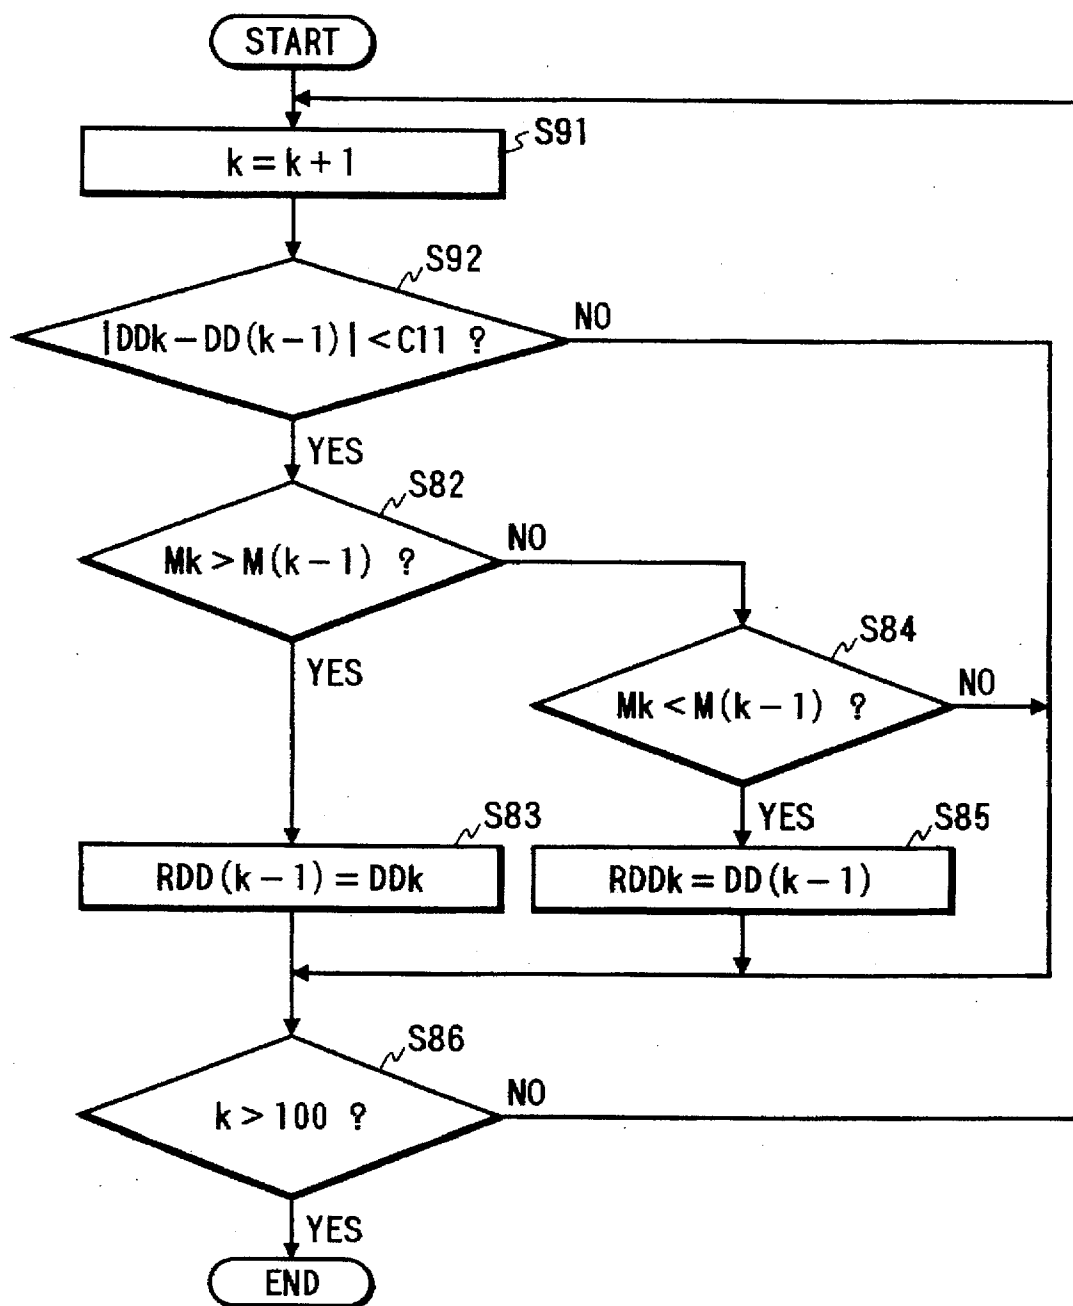 START
S91
k = k + 1
S92
|DDk - DD (k - 1) | < C11 ?
NO
YES
S82
Mk > M (k - 1) ?
NO
YES
S84
Mk < M (k - 1) ?
NO
YES
S83
RDD (k - 1) = DDk
S85
RDDk = DD (k - 1)
S86
k > 100 ?
NO
YES
END